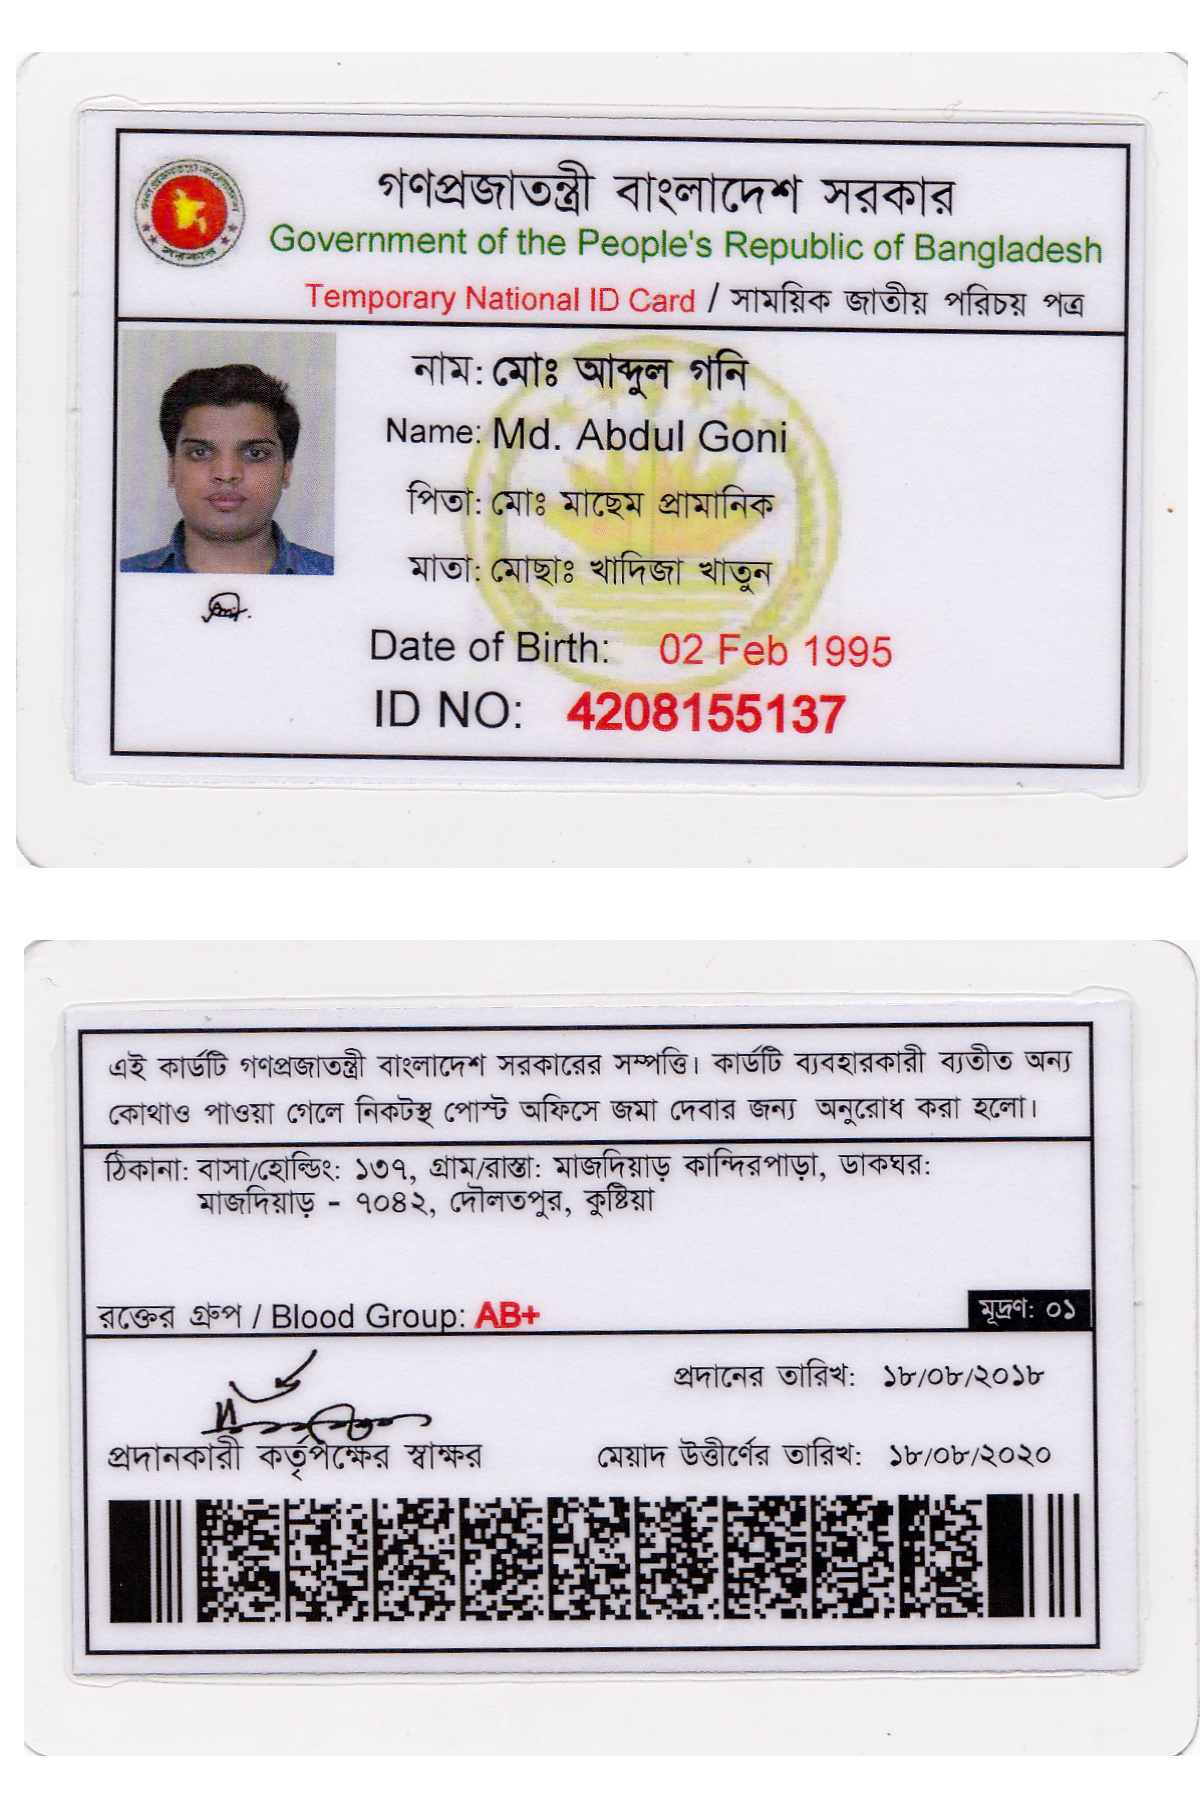 গণপ্রজাতন্ত্রী বাংলাদেশ সরকার
Government of the People's Republic of Bangladesh
Temporary National ID Card / সাময়িক জাতীয় পরিচয় পত্র
নাম: মোঃ আব্দুল গনি
Name: Md. Abdul Goni
পিতা: মোঃ মাছেম প্রামানিক
মাতা: মোছাঃ খাদিজা খাতুন
Date of Birth: 02 Feb 1995
ID NO: 4208155137
এই কার্ডটি গণপ্রজাতন্ত্রী বাংলাদেশ সরকারের সম্পত্তি। কার্ডটি ব্যবহারকারী ব্যতীত অন্য
কোথাও পাওয়া গেলে নিকটস্থ পোস্ট অফিসে জমা দেবার জন্য অনুরোধ করা হলো।
ঠিকানা: বাসা/হোল্ডিং: ১৩৭, গ্রাম/রাস্তা: মাজদিয়াড় কান্দিরপাড়া, ডাকঘর:
মাজদিয়াড় - ৭০৪২, দৌলতপুর, কুষ্টিয়া
রক্তের গ্রুপ / Blood Group: AB+
মূদ্রণ: ০১
প্রদানের তারিখ: ১৮/০৮/২০১৮
প্রদানকারী কর্তৃপক্ষের স্বাক্ষর
মেয়াদ উত্তীর্ণের তারিখ: ১৮/০৮/২০২০